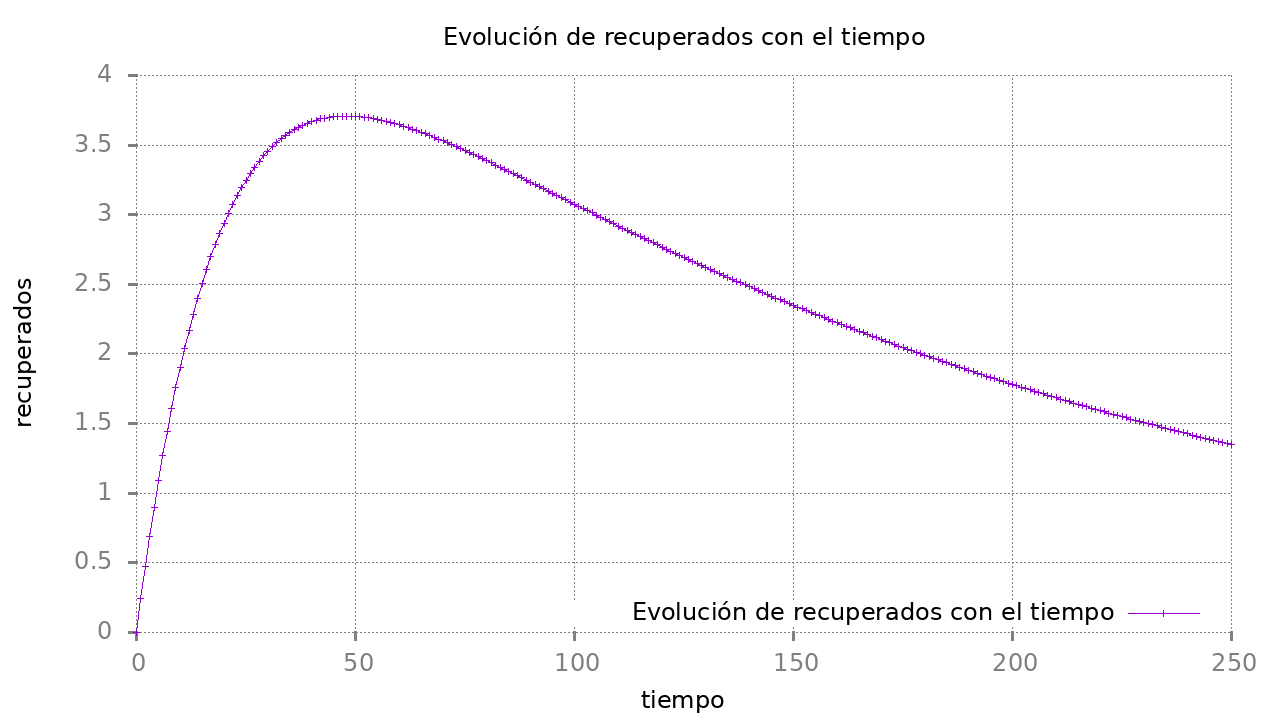 Evolución de recuperados con el tiempo
4
3.5
3
2.5
2
1.5
1
0.5
0
recuperados
Evolución de recuperados con el tiempo
0 50 100 150 200 250
tiempo